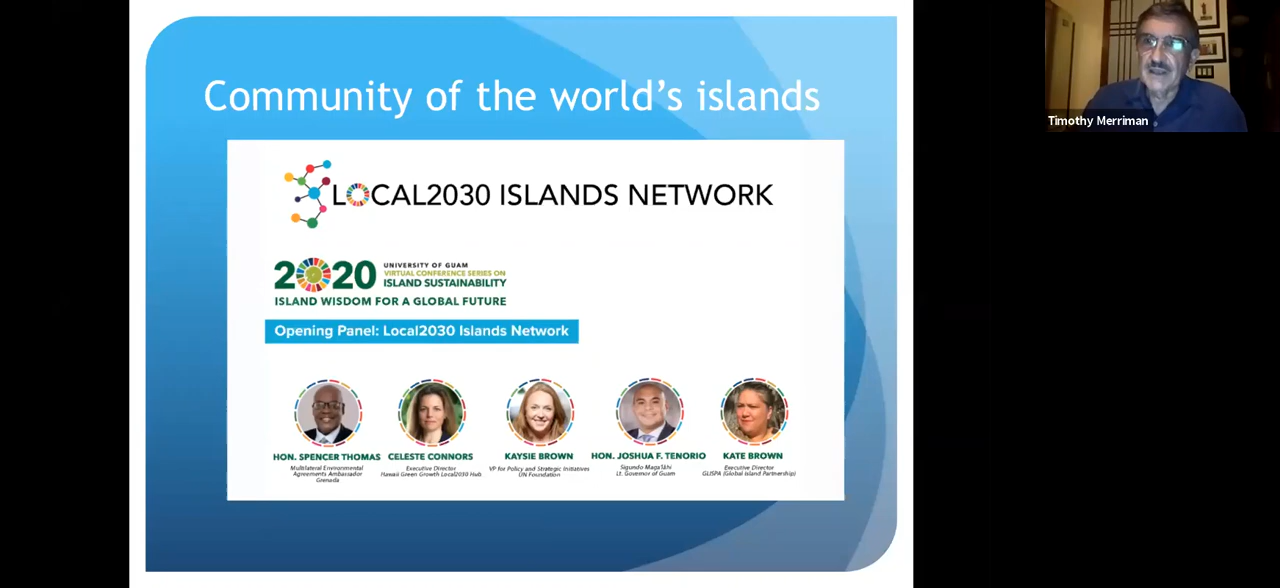 Community of the world's islands
LOCAL2030 ISLANDS NETWORK
2020
UNIVERSITY OF GUAM
VIRTUAL CONFERENCE SERIES ON
ISLAND SUSTAINABILITY
ISLAND WISDOM FOR A GLOBAL FUTURE
Opening Panel: Local2030 Islands Network
HON. SPENCER THOMAS
Multilateral Environmental
Agreements Ambassador
Grenada
CELESTE CONNORS
Executive Director
Hawaii Green Growth Local2030 Hub
KAYSIE BROWN
VP for Policy and Strategic Initiatives
UN Foundation
HON. JOSHUA F. TENORIO
Sigundo Maga'låhi
Lt. Governor of Guam
KATE BROWN
Executive Director
GLISPA (Global Island Partnership)
Timothy Merriman